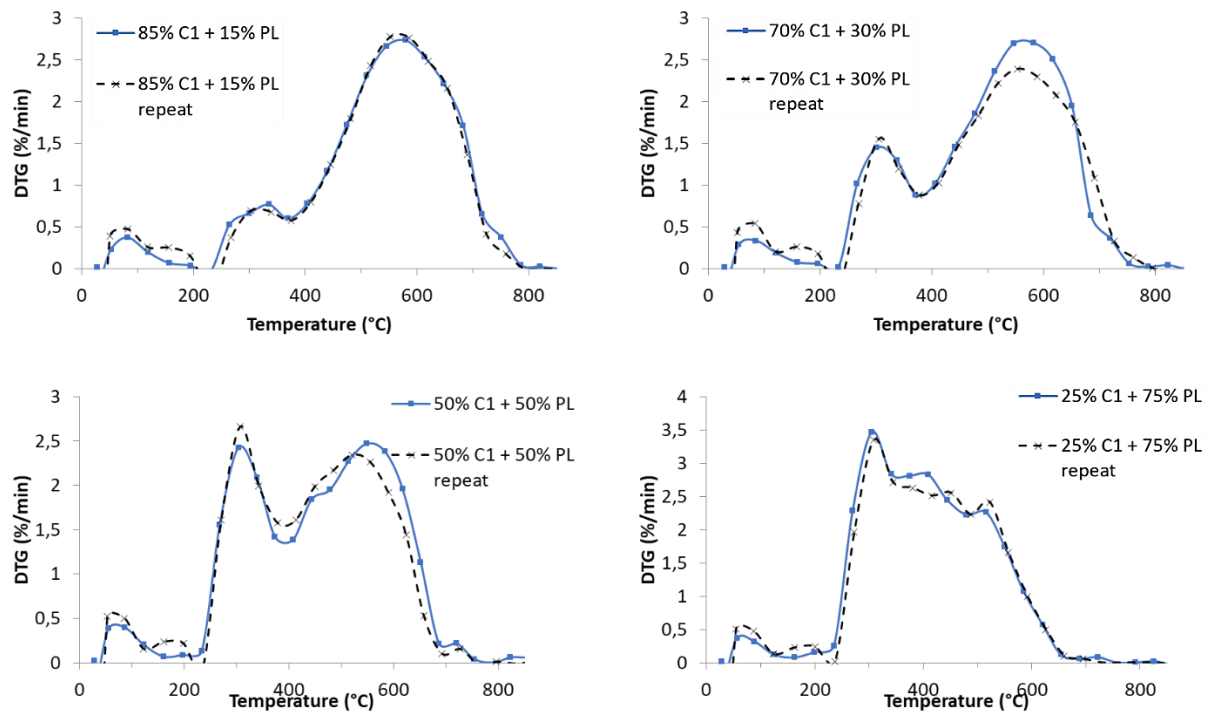 85% C1 + 15% PL
85% C1 + 15% PL
repeat
DTG (%/min)
3
2,5
2
1,5
1
0,5
0
0 200 400 600 800
Temperature (°C)
70% C1 + 30% PL
70% C1 + 30% PL
repeat
DTG (%/min)
3
2,5
2
1,5
1
0,5
0
0 200 400 600 800
Temperature (°C)
50% C1 + 50% PL
50% C1 + 50% PL
repeat
DTG (%/min)
3
2,5
2
1,5
1
0,5
0
0 200 400 600 800
Temperature (°C)
25% C1 + 75% PL
25% C1 + 75% PL
repeat
DTG (%/min)
4
3,5
3
2,5
2
1,5
1
0,5
0
0 200 400 600 800
Temperature (°C)